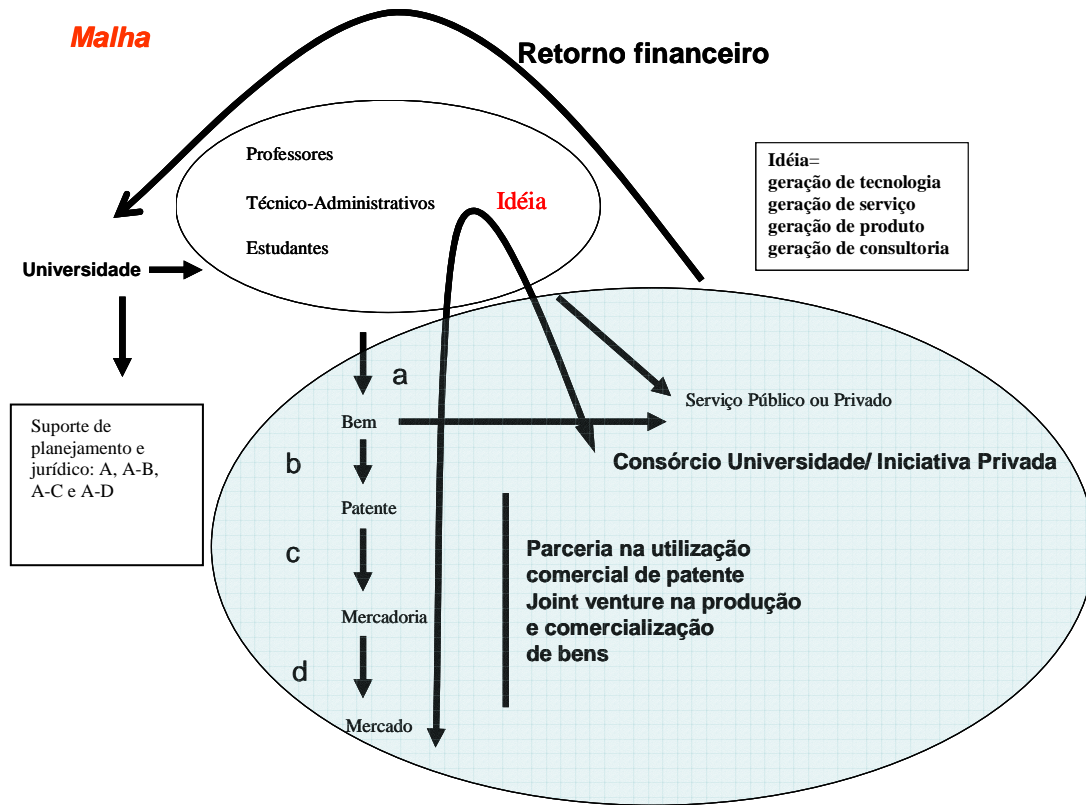 Malha
Retorno financeiro
Professores
Técnico-Administrativos
Idéia
Estudantes
Idéia=
geração de tecnologia
geração de serviço
geração de produto
geração de consultoria
Universidade
Suporte de
planejamento e
jurídico: A, A-B,
A-C e A-D
a
Bem
b
Patente
c
Mercadoria
d
Mercado
Serviço Público ou Privado
Consórcio Universidade/ Iniciativa Privada
Parceria na utilização
comercial de patente
Joint venture na produção
e comercialização
de bens